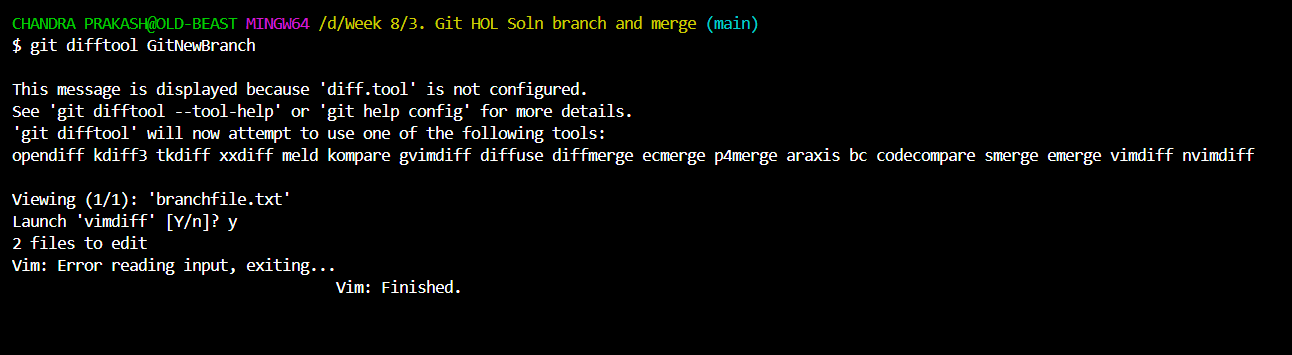 CHANDRA PRAKASH@OLD-BEAST MINGW64 /d/Week 8/3. Git HOL Soln branch and merge (main)
$ git difftool GitNewBranch
This message is displayed because 'diff.tool' is not configured.
See 'git difftool --tool-help' or 'git help config' for more details.
'git difftool' will now attempt to use one of the following tools:
opendiff kdiff3 tkdiff xxdiff meld kompare gvimdiff diffuse diffmerge ecmerge p4merge araxis bc codecompare smerge emerge vimdiff nvimdiff
Viewing (1/1): 'branchfile.txt'
Launch 'vimdiff' [Y/n]? y
2 files to edit
Vim: Error reading input, exiting...
Vim: Finished.